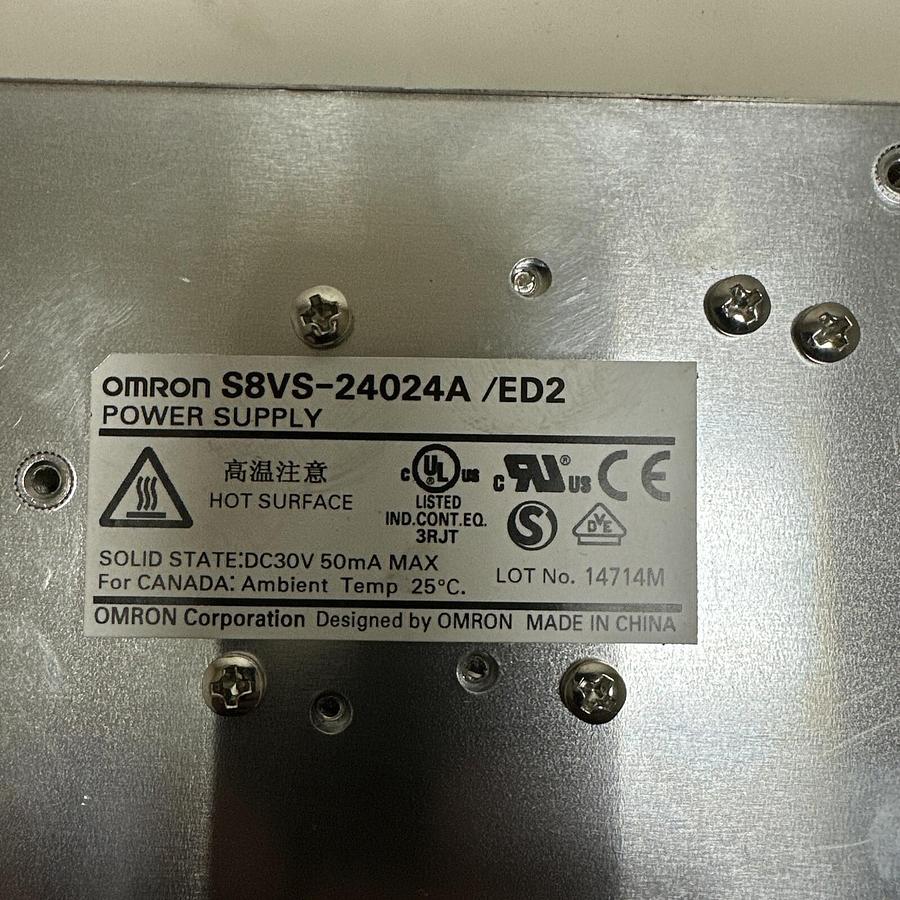 OMRON S8VS-24024A /ED2
POWER SUPPLY
高温注意
HOT SURFACE
c UL® us
LISTED
IND.CONT.EQ.
3RJT
c RU® us
CE
S
DVE
SOLID STATE:DC30V 50mA MAX
For CANADA: Ambient Temp 25°C.
LOT No. 14714M
OMRON Corporation Designed by OMRON MADE IN CHINA